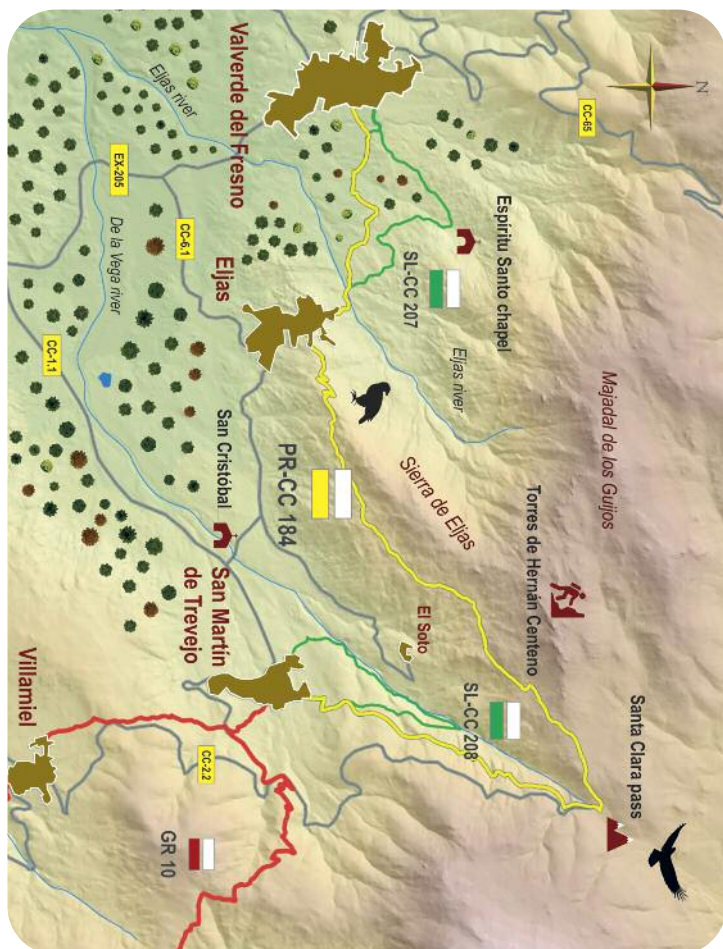 N
CC-65
Valverde del Fresno
Eljas river
EX-205
De la Vega river
CC-6.1
CC-1.1
Eljas
Espíritu Santo chapel
SL-CC 207
Eljas river
Majadal de los Guijos
Sierra de Eljas
Torres de Hernán Centeno
PR-CC 184
San Cristóbal
San Martín
de Trevejo
El Soto
SL-CC 208
Santa Clara pass
Villamiel
CC-2.2
GR 10